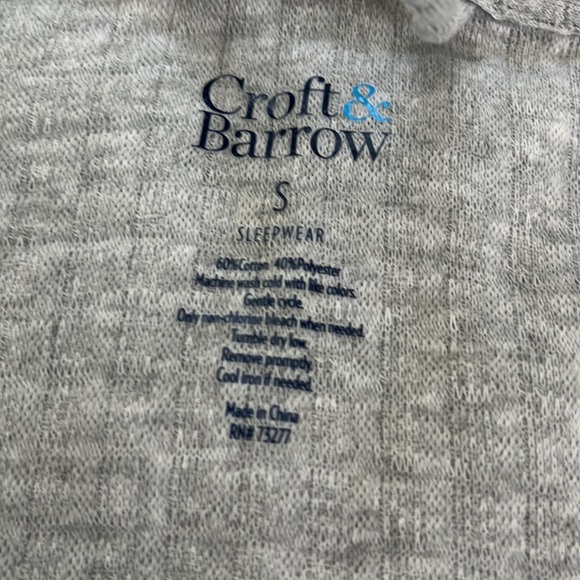 Croft &
Barrow
S
SLEEPWEAR
60%Cotton 40%Polyester
Machine wash cold with like colors.
Gentle cycle.
Only non-chlorine bleach when needed.
Tumble dry low.
Remove promptly.
Cool iron if needed.
Made in China
RN# 73277